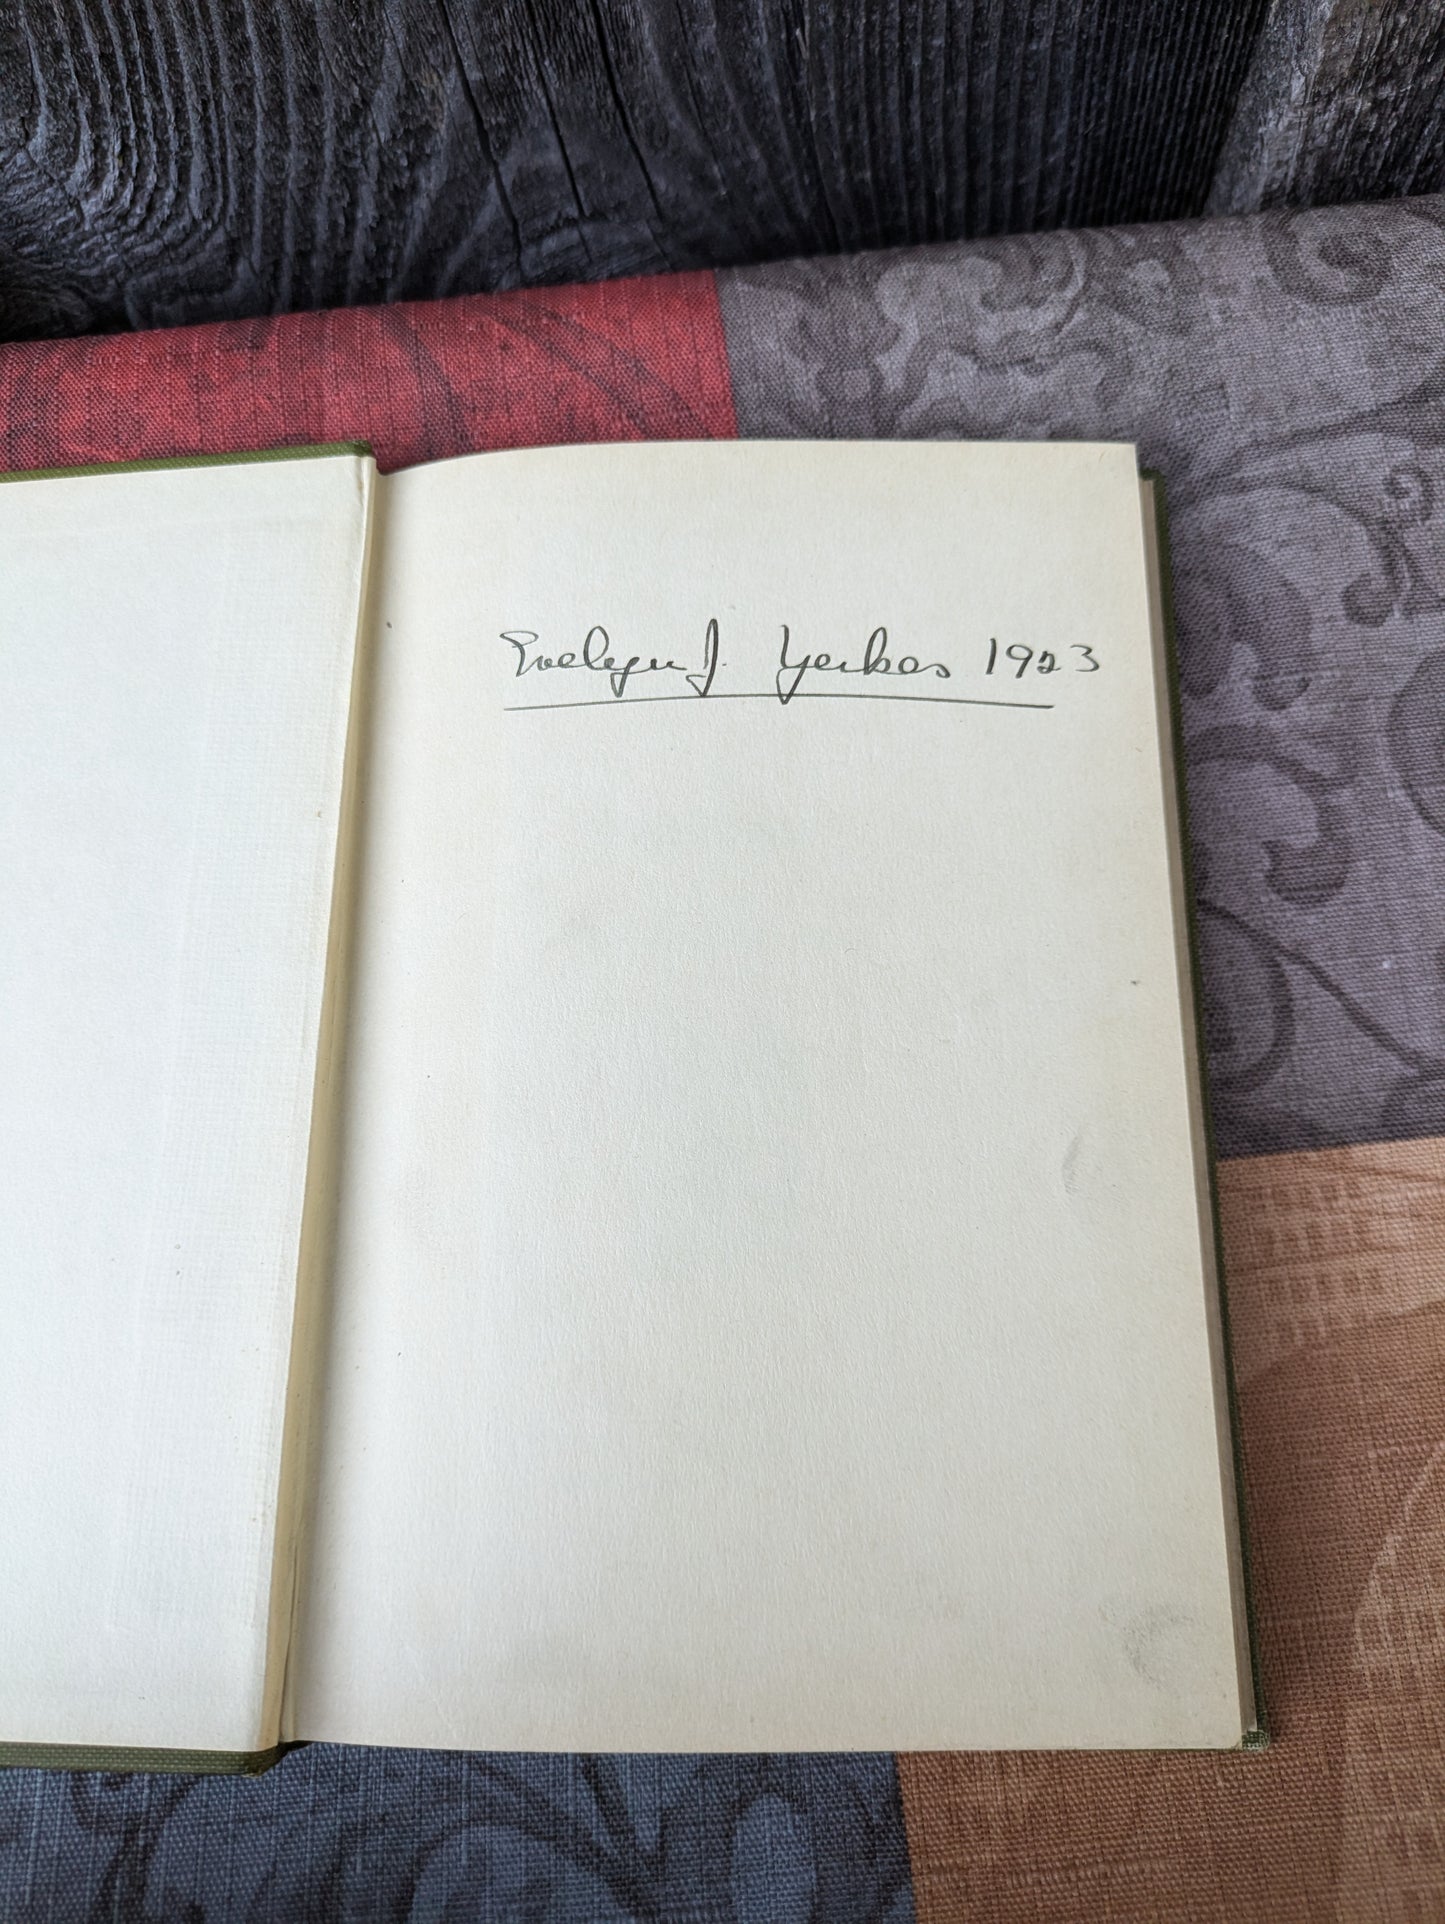 Evelyn J. Yerkes 1923